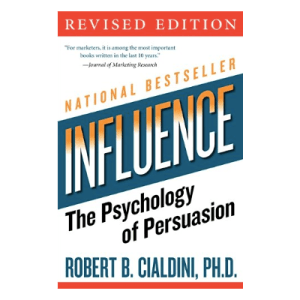 REVISED EDITION
"For marketers, it is among the most important
books written in the last 10 years."
—Journal of Marketing Research
NATIONAL BESTSELLER
INFLUENCE
The Psychology
of Persuasion
ROBERT B. CIALDINI, PH.D.